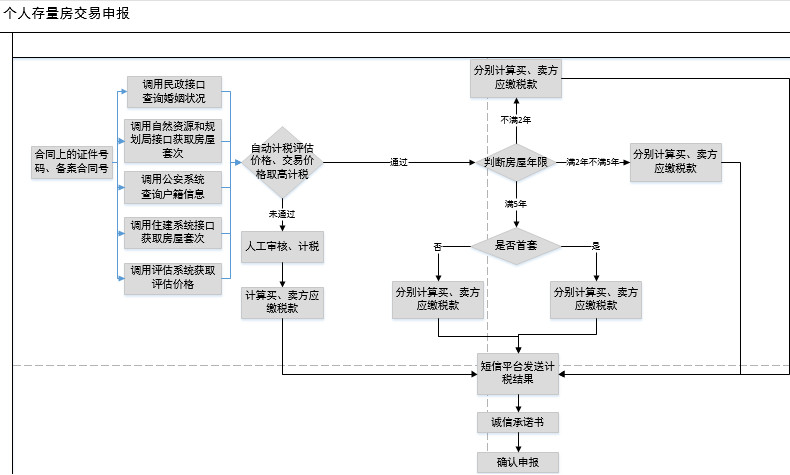 个人存量房交易申报
合同上的证件号
码、备案合同号
调用民政接口
查询婚姻状况
调用自然资源和规
划局接口获取房屋
套次
调用公安系统
查询户籍信息
调用住建系统接口
获取房屋套次
调用评估系统获取
评估价格
自动计税评估
价格、交易价
格取高计税
通过
未通过
人工审核、计税
计算买、卖方应
缴税款
分别计算买、卖方
应缴税款
不满2年
判断房屋年限
满2年不满5年
分别计算买、卖方
应缴税款
满5年
是否首套
否
是
分别计算买、卖方
应缴税款
分别计算买、卖方
应缴税款
短信平台发送计
税结果
诚信承诺书
确认申报